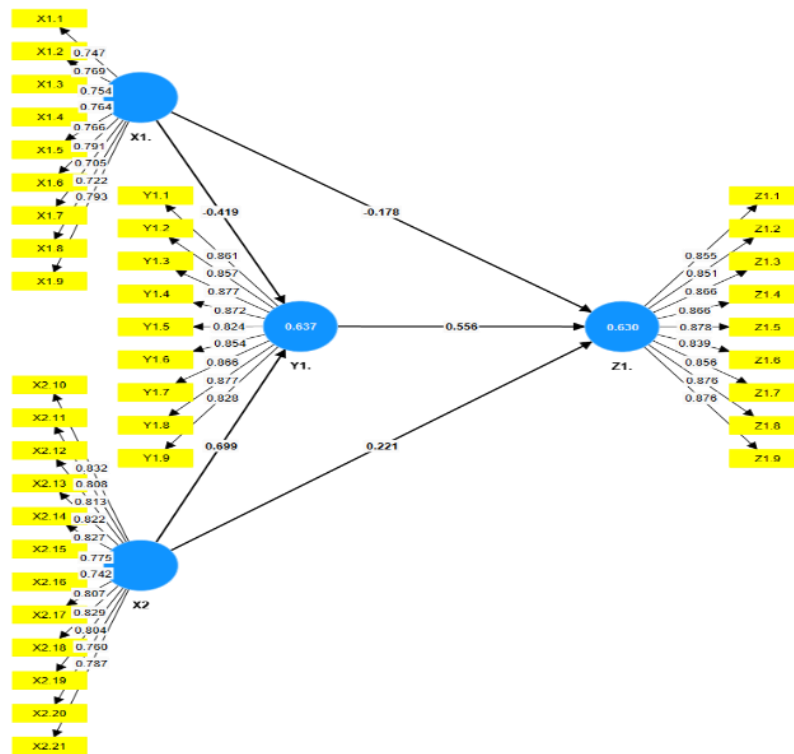 X1.1
X1.2
X1.3
X1.4
X1.5
X1.6
X1.7
X1.8
X1.9
0.747
0.769
0.754
0.764
0.766
0.791
0.705
0.722
0.793
X1.
-0.419
-0.178
Y1.1
Y1.2
Y1.3
Y1.4
Y1.5
Y1.6
Y1.7
Y1.8
Y1.9
0.861
0.857
0.877
0.872
0.824
0.854
0.866
0.877
0.828
0.637
Y1.
0.556
0.630
Z1.
0.855
0.851
0.866
0.866
0.878
0.839
0.856
0.876
0.876
Z1.1
Z1.2
Z1.3
Z1.4
Z1.5
Z1.6
Z1.7
Z1.8
Z1.9
0.699
0.221
X2.10
X2.11
X2.12
X2.13
X2.14
X2.15
X2.16
X2.17
X2.18
X2.19
X2.20
X2.21
0.832
0.808
0.813
0.822
0.827
0.775
0.742
0.807
0.829
0.804
0.760
0.787
X2